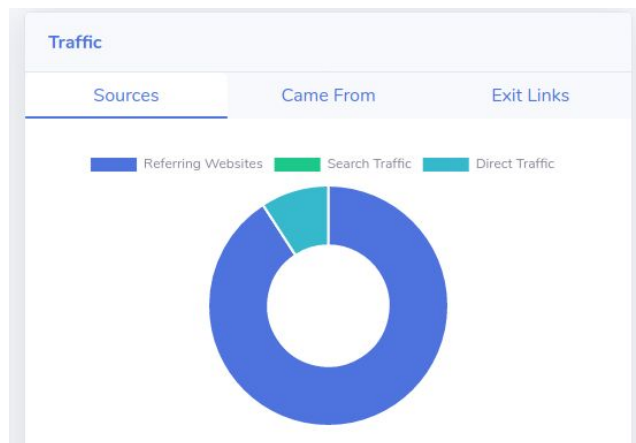 Traffic
Sources Came From Exit Links
Referring Websites Search Traffic Direct Traffic